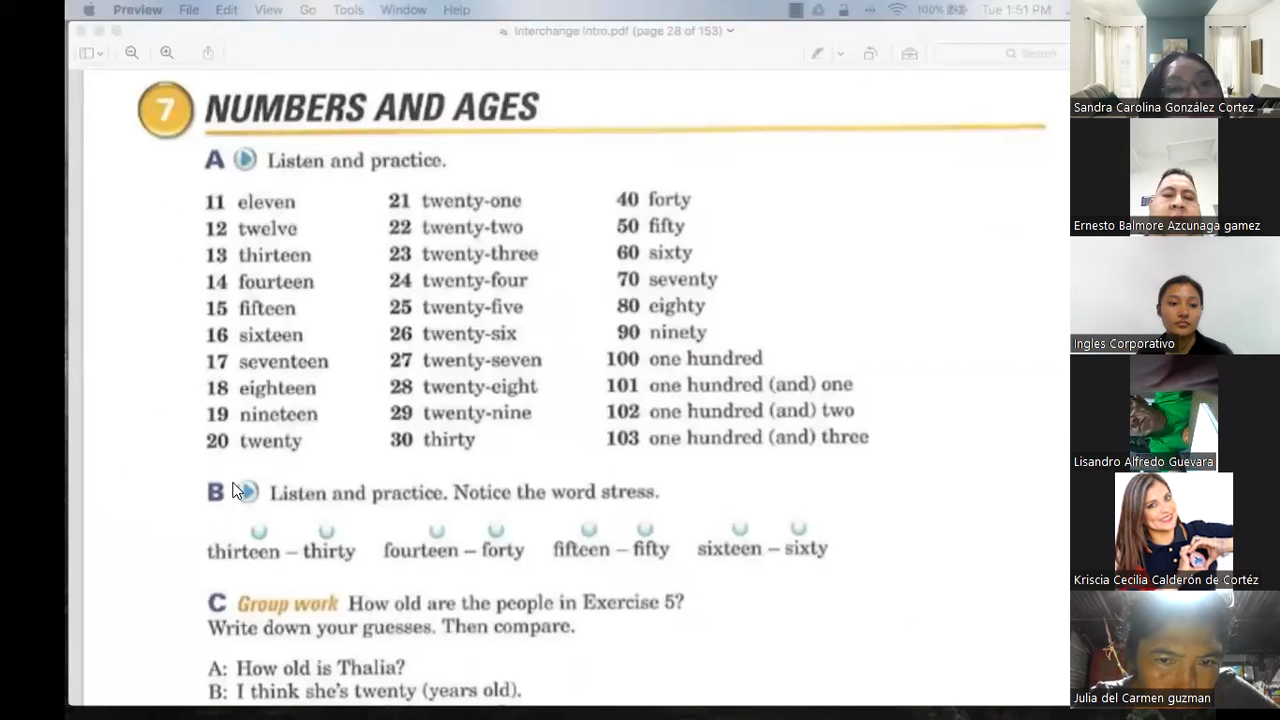 Preview File Edit View Go Tools Window Help
100% Tue 1:51 PM
Interchange Intro.pdf (page 28 of 153)
Search
7 NUMBERS AND AGES
A Listen and practice.
11 eleven 21 twenty-one 40 forty
12 twelve 22 twenty-two 50 fifty
13 thirteen 23 twenty-three 60 sixty
14 fourteen 24 twenty-four 70 seventy
15 fifteen 25 twenty-five 80 eighty
16 sixteen 26 twenty-six 90 ninety
17 seventeen 27 twenty-seven 100 one hundred
18 eighteen 28 twenty-eight 101 one hundred (and) one
19 nineteen 29 twenty-nine 102 one hundred (and) two
20 twenty 30 thirty 103 one hundred (and) three
B Listen and practice. Notice the word stress.
thirteen – thirty fourteen – forty fifteen – fifty sixteen – sixty
C Group work How old are the people in Exercise 5?
Write down your guesses. Then compare.
A: How old is Thalia?
B: I think she's twenty (years old).
Sandra Carolina González Cortez
Ernesto Balmore Azcunaga gamez
Ingles Corporativo
Lisandro Alfredo Guevara
Kriscia Cecilia Calderón de Cortéz
Julia del Carmen guzman